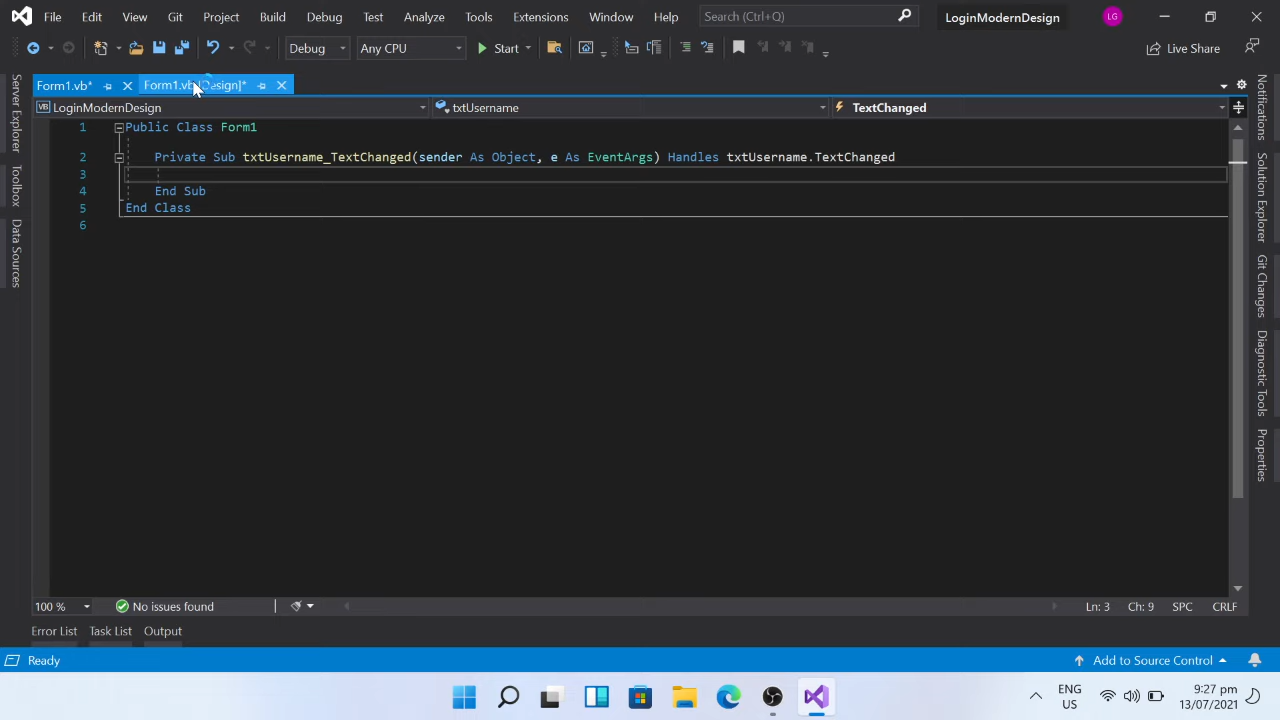 File Edit View Git Project Build Debug Test Analyze Tools Extensions Window Help Search (Ctrl+Q) LoginModernDesign LG
Debug Any CPU Start Live Share
Form1.vb* Form1.vb [Design]*
LoginModernDesign txtUsername TextChanged
1 Public Class Form1
2 Private Sub txtUsername_TextChanged(sender As Object, e As EventArgs) Handles txtUsername.TextChanged
3
4 End Sub
5 End Class
6
Server Explorer
Toolbox
Data Sources
Notifications
Solution Explorer
Git Changes
Diagnostic Tools
Properties
100 % No issues found Ln: 3 Ch: 9 SPC CRLF
Error List Task List Output
Ready Add to Source Control
ENG
US
9:27 pm
13/07/2021